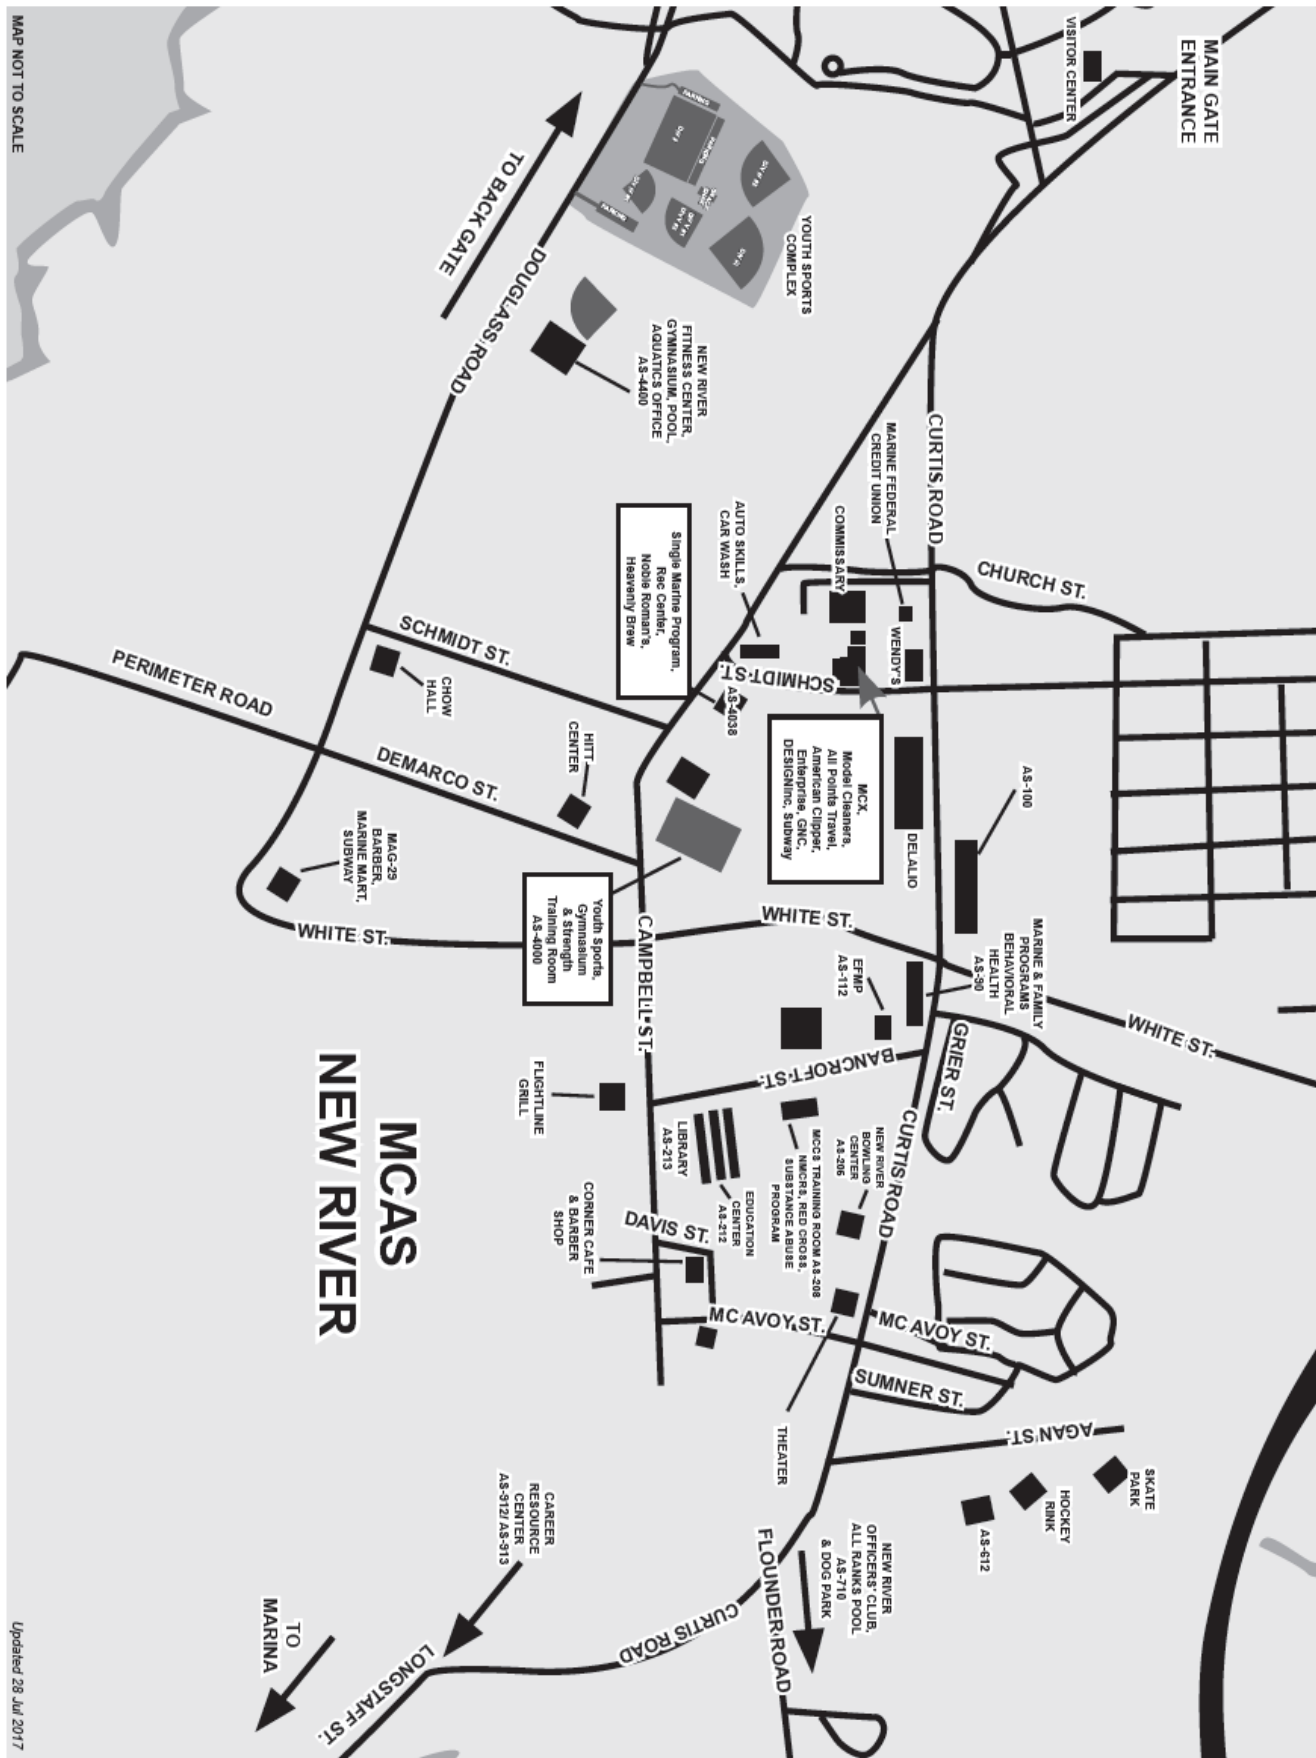 MAIN GATE
ENTRANCE
VISITOR CENTER
YOUTH SPORTS
COMPLEX
PARKING
PARKING
PARKING
TO BACK GATE
DOUGLASS ROAD
NEW RIVER
FITNESS CENTER,
GYMNASIUM, POOL,
AQUATICS OFFICE
AS-4400
CURTIS ROAD
MARINE FEDERAL
CREDIT UNION
COMMISSARY
AUTO SKILLS,
CAR WASH
CHURCH ST.
WENDY'S
SCHMIDT ST.
Single Marine Program,
Rec Center,
Noble Roman's,
Heavenly Brew
AS-4038
SCHMIDT ST.
CHOW
HALL
PERIMETER ROAD
DEMARCO ST.
HITT
CENTER
MCX,
Model Cleaners,
All Points Travel,
American Clipper,
Enterprise, GNC,
DESIGNinc, Subway
DELALIO
AS-100
MAG-29
BARBER,
MARINE MART,
SUBWAY
WHITE ST.
Youth Sports,
Gymnasium
& Strength
Training Room
AS-4000
CAMPBELL ST.
WHITE ST.
EFMP
AS-112
MARINE & FAMILY
PROGRAMS
BEHAVIORAL
HEALTH
AS-90
WHITE ST.
GRIER ST.
BANCROFT ST.
MCAS
NEW RIVER
FLIGHTLINE
GRILL
LIBRARY
AS-213
EDUCATION
CENTER
AS-212
MCCS TRAINING ROOM AS-208
NMCRS, RED CROSS,
SUBSTANCE ABUSE
PROGRAM
NEW RIVER
BOWLING
CENTER
AS-206
CURTIS ROAD
CORNER CAFE
& BARBER
SHOP
DAVIS ST.
MC AVOY ST.
MC AVOY ST.
SUMNER ST.
THEATER
AGAN ST.
SKATE
PARK
HOCKEY
RINK
AS-612
CAREER
RESOURCE
CENTER
AS-912/ AS-913
NEW RIVER
OFFICERS' CLUB,
ALL RANKS POOL
AS-710
& DOG PARK
FLOUNDER ROAD
CURTIS ROAD
LONGSTAFF ST.
TO
MARINA
MAP NOT TO SCALE
Updated 28 Jul 2017